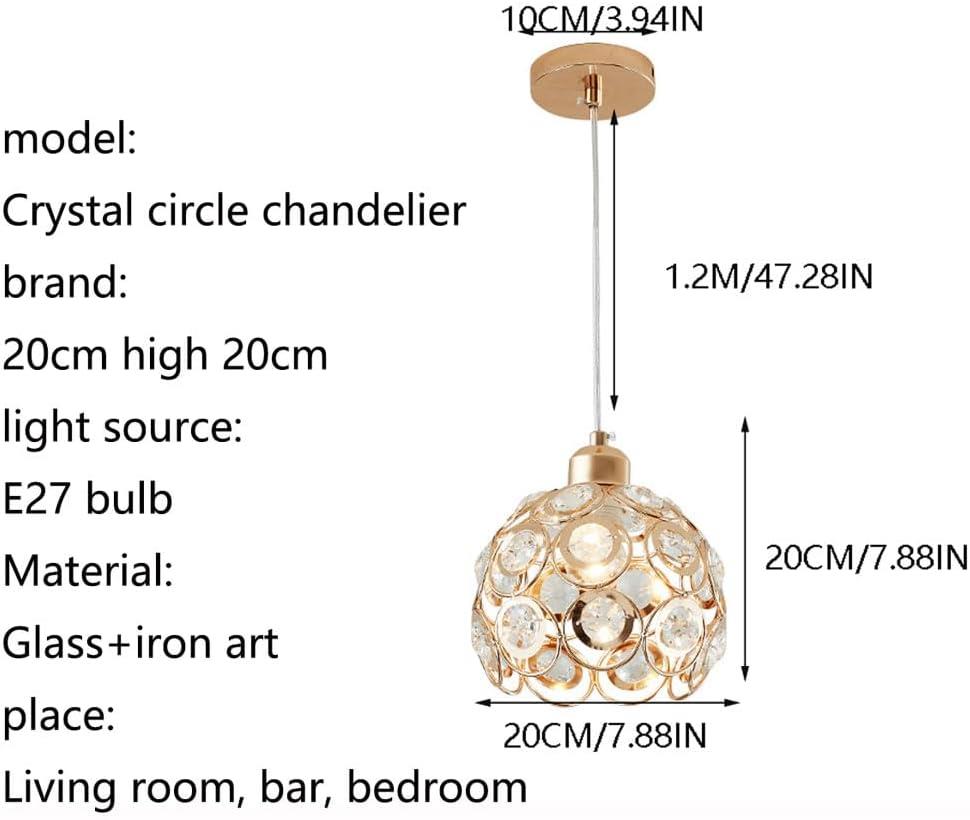 10CM/3.94IN
model:
Crystal circle chandelier
brand:
1.2M/47.28IN
20cm high 20cm
light source:
E27 bulb
Material:
20CM/7.88IN
Glass+iron art
place:
20CM/7.88IN
Living room, bar, bedroom